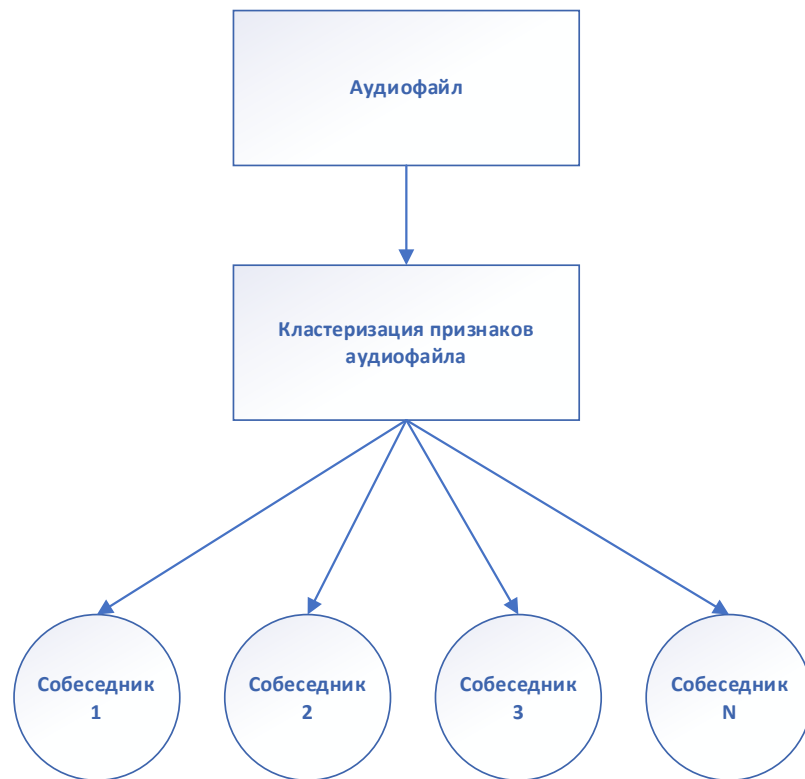 Аудиофайл
Кластеризация признаков
аудиофайла
Собеседник
1
Собеседник
2
Собеседник
3
Собеседник
N